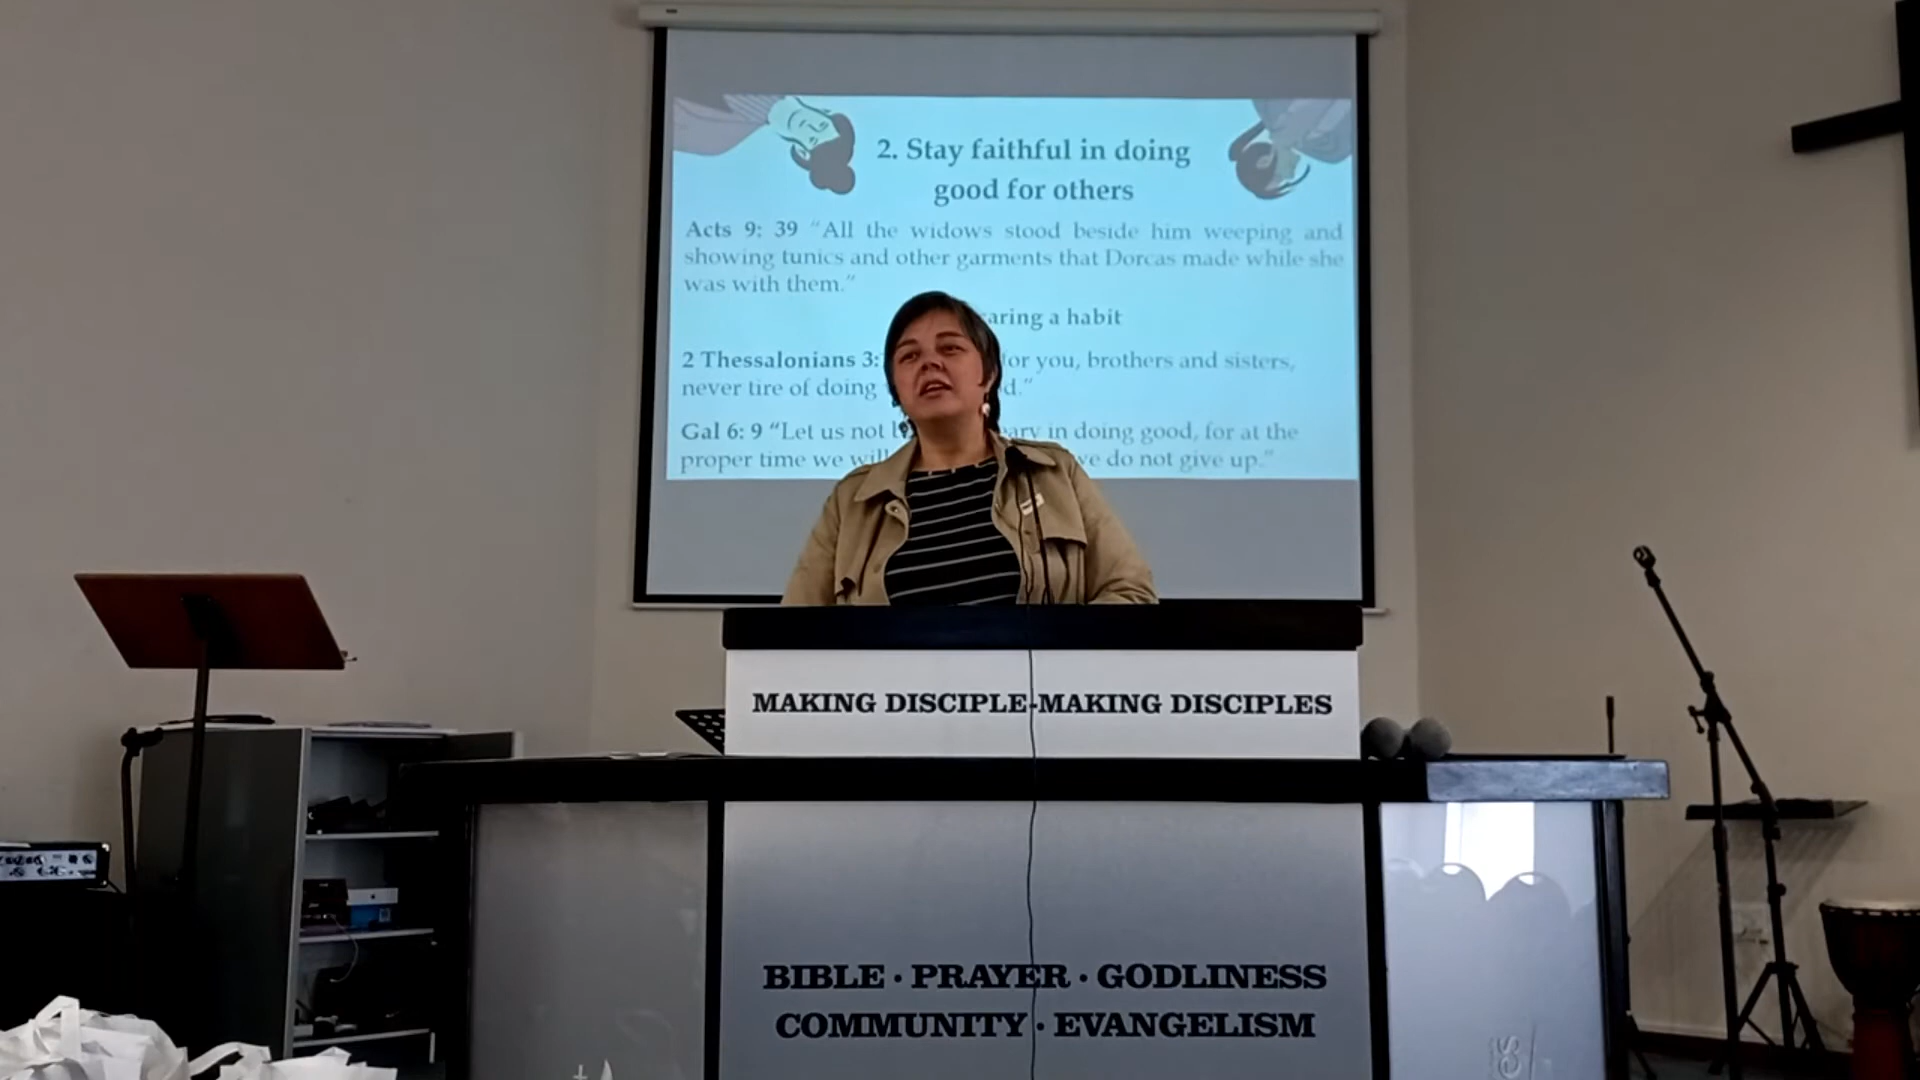 2. Stay faithful in doing
good for others
Acts 9: 39 “All the widows stood beside him weeping and
showing tunics and other garments that Dorcas made while she
was with them.”
aring a habit
2 Thessalonians 3: for you, brothers and sisters,
never tire of doing d.”
Gal 6: 9 “Let us not eary in doing good, for at the
proper time we will we do not give up.”
MAKING DISCIPLE-MAKING DISCIPLES
BIBLE · PRAYER · GODLINESS
COMMUNITY · EVANGELISM